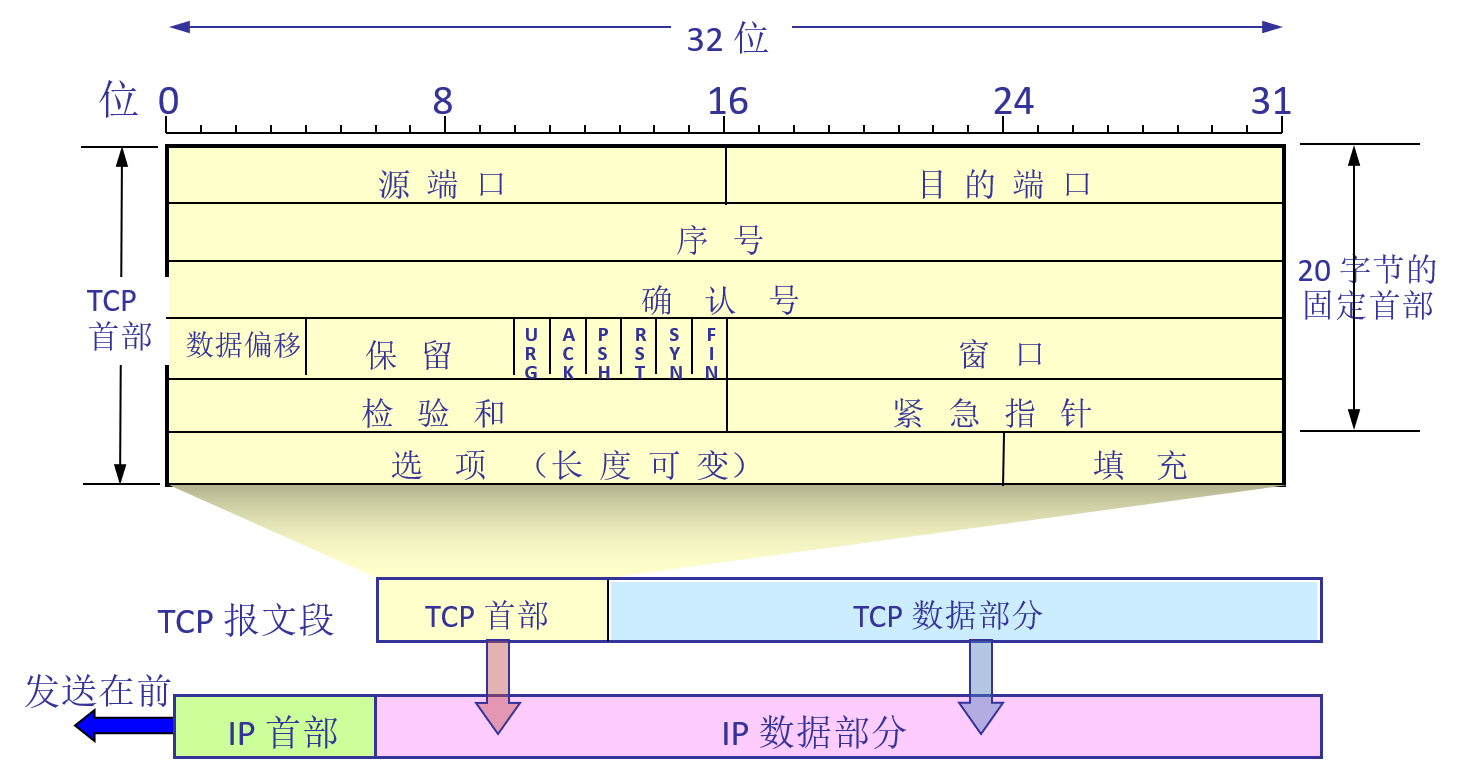 32 位
位 0 8 16 24 31
源端口 目的端口
序号
确认号
TCP
首部
20 字节的
固定首部
数据偏移 保留 URG ACK PSH RST SYN FIN 窗口
检验和 紧急指针
选项（长度可变） 填充
TCP 报文段 TCP 首部 TCP 数据部分
发送在前
IP 首部 IP 数据部分